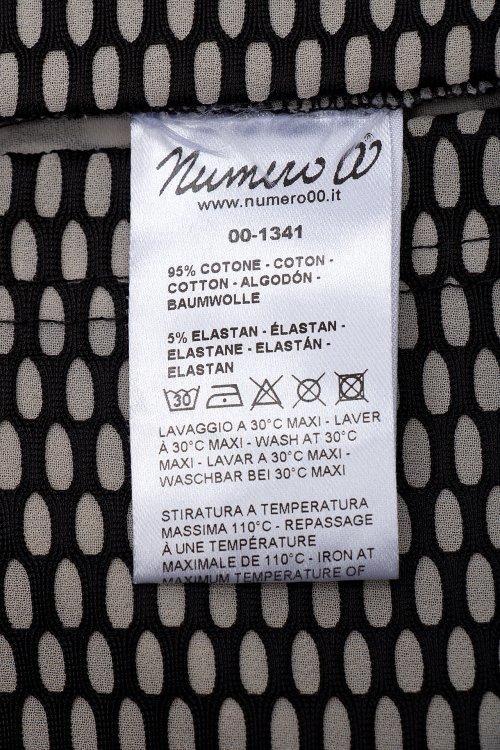 Numero 00
www.numero00.it
00-1341
95% COTONE - COTON -
COTTON - ALGODÓN -
BAUMWOLLE
5% ELASTAN - ÉLASTAN -
ELASTANE - ELASTÁN -
ELASTAN
30
LAVAGGIO A 30°C MAXI - LAVER
À 30°C MAXI - WASH AT 30°C
MAXI - LAVAR A 30°C MAXI -
WASCHBAR BEI 30°C MAXI
STIRATURA A TEMPERATURA
MASSIMA 110°C - REPASSAGE
À UNE TEMPÉRATURE
MAXIMALE DE 110°C - IRON AT
MAXIMUM TEMPERATURE OF